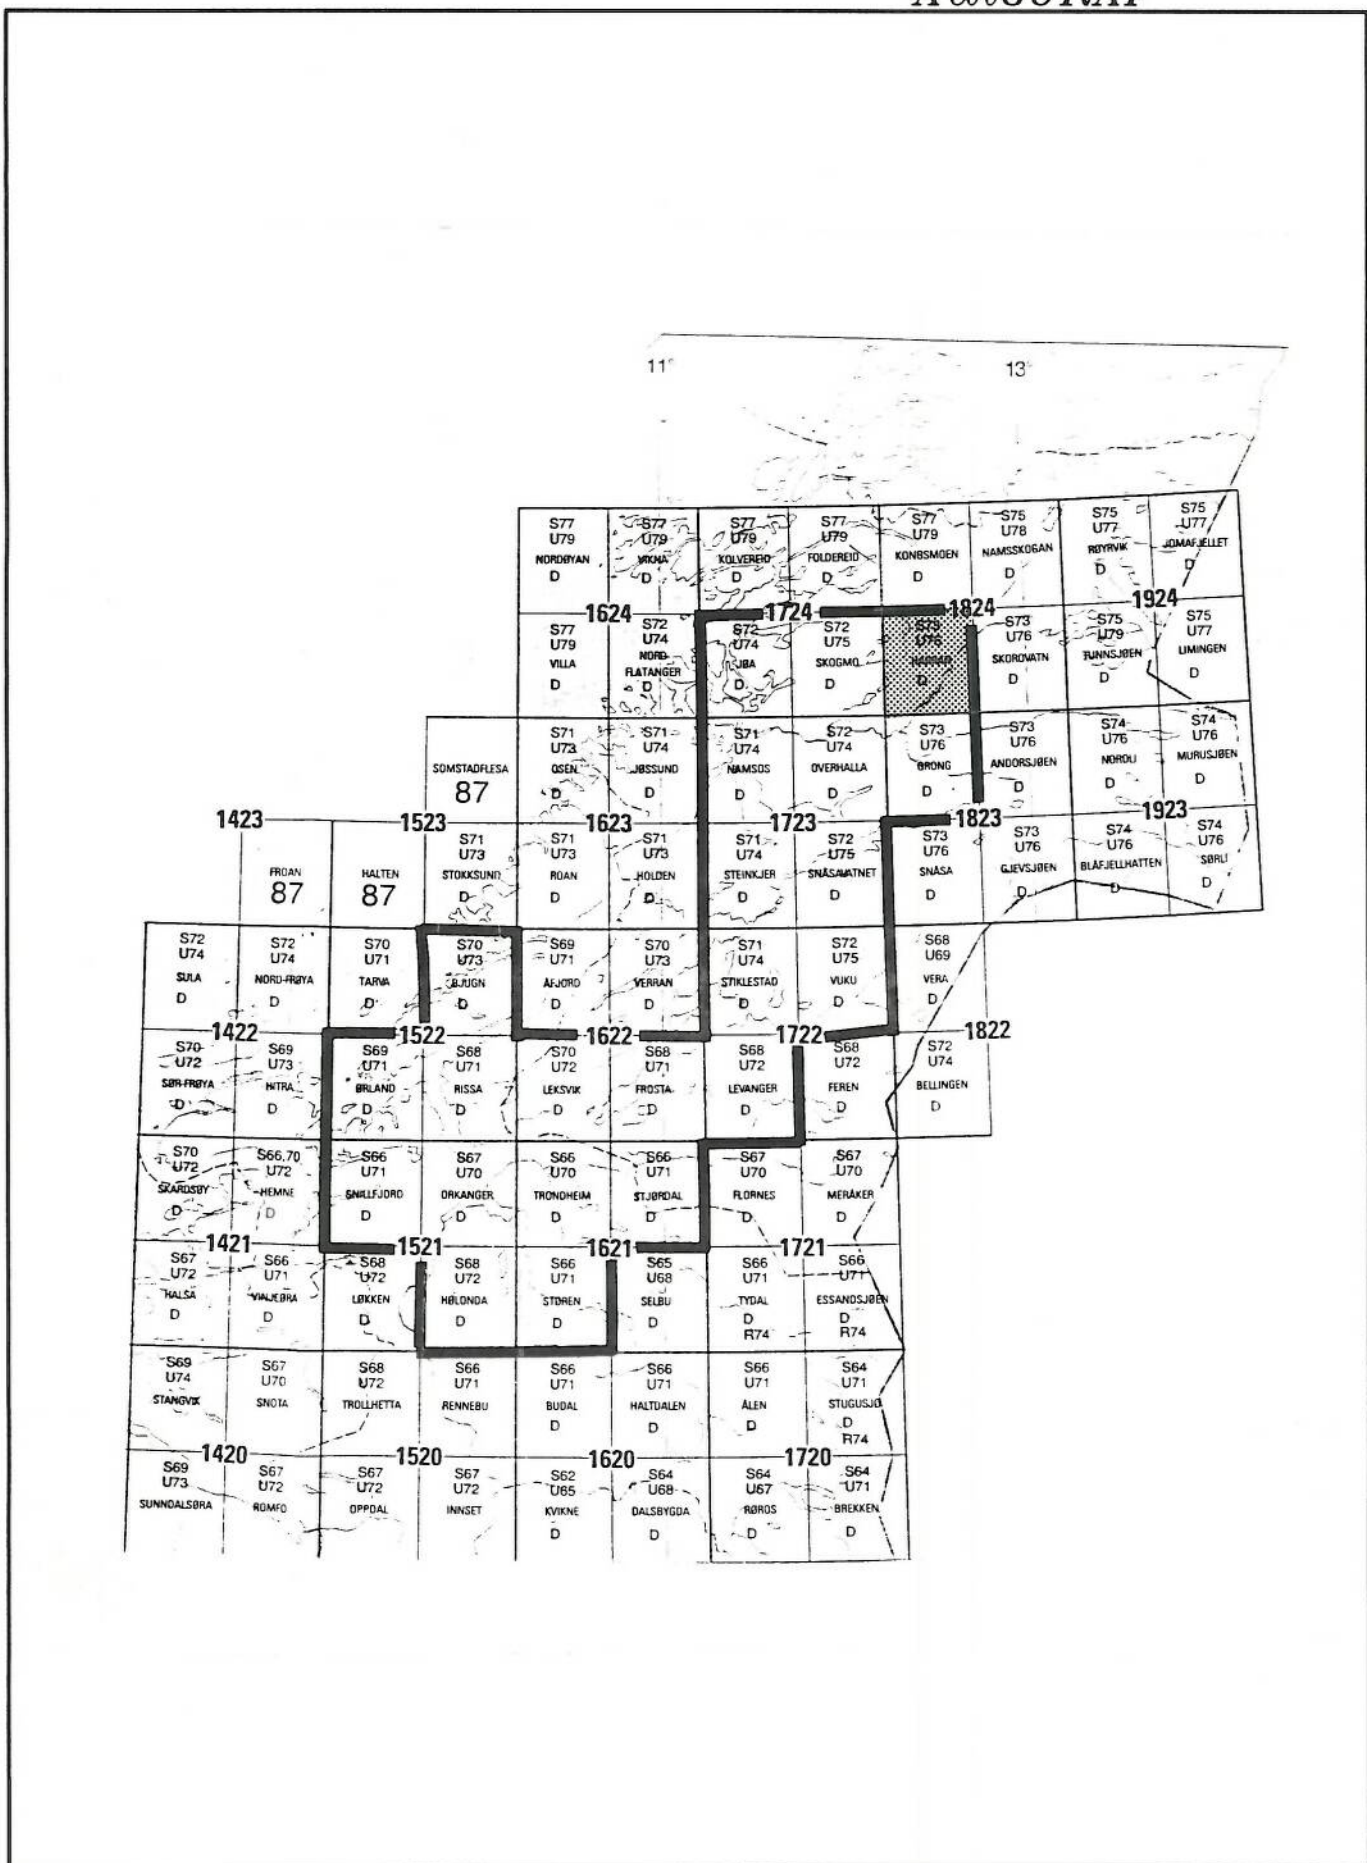 11°
13°
S77 U79 NORDØYAN D
S77 U79 VIKNA D
S77 U79 KOLVEREID D
S77 U79 FOLDEREID D
S77 U79 KONGSMOEN D
S75 U78 NAMSSKOGAN D
S75 U77 RØYRVIK D
S75 U77 JOMAFJELLET D
1624
1724
1824
1924
S77 U79 VILLA D
S72 U74 NORD-FLATANGER D
S72 U74 JØA D
S72 U75 SKOGMO D
D
S73 U76 SKOROVATN D
S75 U79 TUNNSJØEN D
S75 U77 LIMINGEN D
SOMSTADFLESA 87
S71 U73 OSEN D
S71 U74 JØSSUND D
S71 U74 NAMSOS D
S72 U74 OVERHALLA D
S73 U76 GRONG D
S73 U76 ANDORSJØEN D
S74 U76 NORDLI D
S74 U76 MURUSJØEN D
1423
1523
1623
1723
1823
1923
FROAN 87
HALTEN 87
S71 U73 STOKKSUND D
S71 U73 ROAN D
S71 U73 HOLDEN D
S71 U74 STEINKJER D
S72 U75 SNÅSAVATNET D
S73 U76 SNÅSA D
S73 U76 GJEVSJØEN D
S74 U76 BLÅFJELLHATTEN D
S74 U76 SØRLI D
S72 U74 SULA D
S72 U74 NORD-FRØYA D
S70 U71 TARVA D
S70 U73 BJUGN D
S69 U71 ÅFJORD D
S70 U73 VERRAN D
S71 U74 STIKLESTAD D
S72 U75 VUKU D
S68 U69 VERA D
1422
1522
1622
1722
1822
S70 U72 SØR-FRØYA D
S69 U73 HITRA D
S69 U71 ØRLAND D
S68 U71 RISSA D
S70 U72 LEKSVIK D
S68 U71 FROSTA D
S68 U72 LEVANGER D
S68 U72 FEREN D
S72 U74 BELLINGEN D
S70 U72 SKARDSØY D
S66,70 U72 HEMNE D
S66 U71 SNILLFJORD D
S67 U70 ORKANGER D
S66 U70 TRONDHEIM D
S66 U71 STJØRDAL D
S67 U70 FLORNES D
S67 U70 MERÅKER D
1421
1521
1621
1721
S67 U72 HALSA D
S66 U71 VINJEØRA D
S68 U72 LØKKEN D
S68 U72 HØLONDA D
S66 U71 STØREN D
S65 U68 SELBU D
S66 U71 TYDAL D R74
S66 U71 ESSANDSJØEN D R74
S69 U74 STANGVIK
S67 U70 SNOTA
S68 U72 TROLLHETTA
S66 U71 RENNEBU
S66 U71 BUDAL D
S66 U71 HALTDALEN D
S66 U71 ÅLEN D
S64 U71 STUGUSJØ D R74
1420
1520
1620
1720
S69 U73 SUNNDALSØRA
S67 U72 ROMFO
S67 U72 OPPDAL
S67 U72 INNSET
S62 U65 KVIKNE D
S64 U68 DALSBYGDA D
S64 U67 RØROS D
S64 U71 BREKKEN D